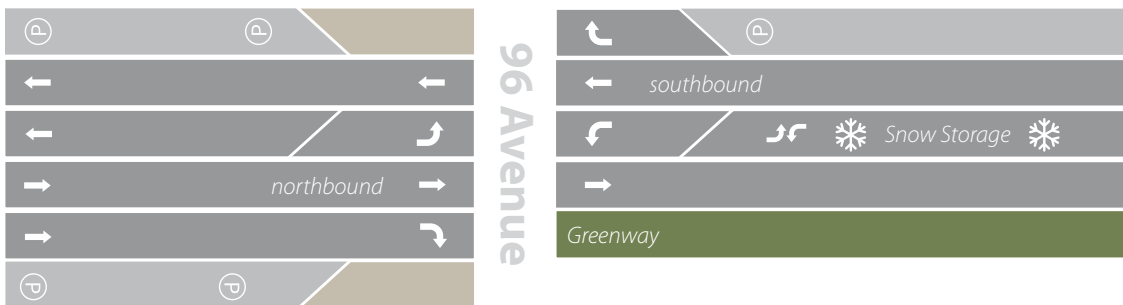 P P
northbound
P P
96 Avenue
P
southbound
Snow Storage
Greenway